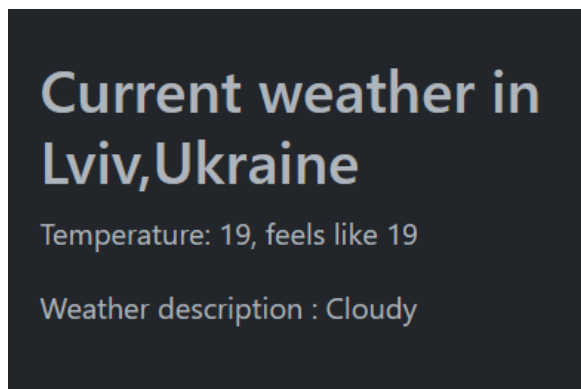 Current weather in
Lviv,Ukraine
Temperature: 19, feels like 19
Weather description : Cloudy